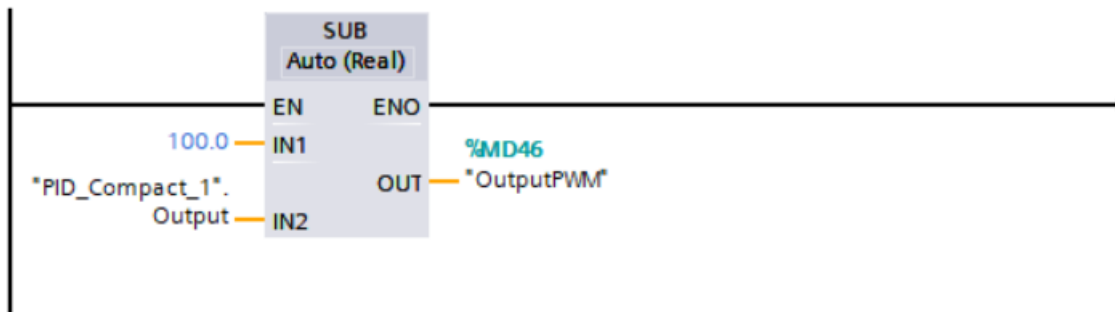 SUB
Auto (Real)
EN ENO
100.0 IN1
%MD46
"PID_Compact_1". OUT "OutputPWM"
Output IN2